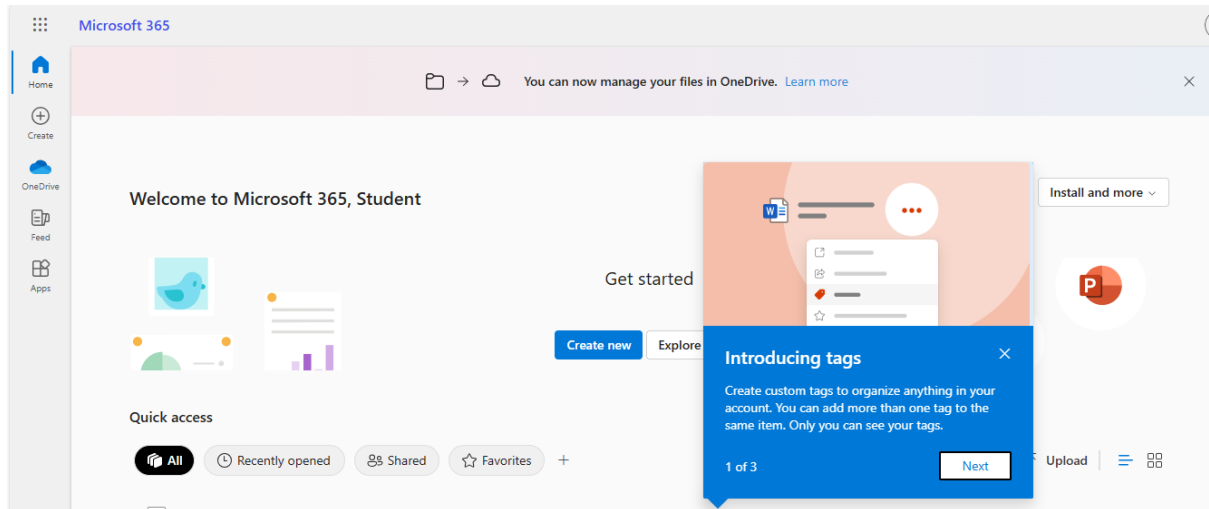 Microsoft 365
Home
Create
OneDrive
Feed
Apps
You can now manage your files in OneDrive. Learn more
Welcome to Microsoft 365, Student
Install and more
W
Get started
P
Create new
Explore
Introducing tags
Create custom tags to organize anything in your
account. You can add more than one tag to the
same item. Only you can see your tags.
1 of 3
Next
Quick access
All
Recently opened
Shared
Favorites
Upload